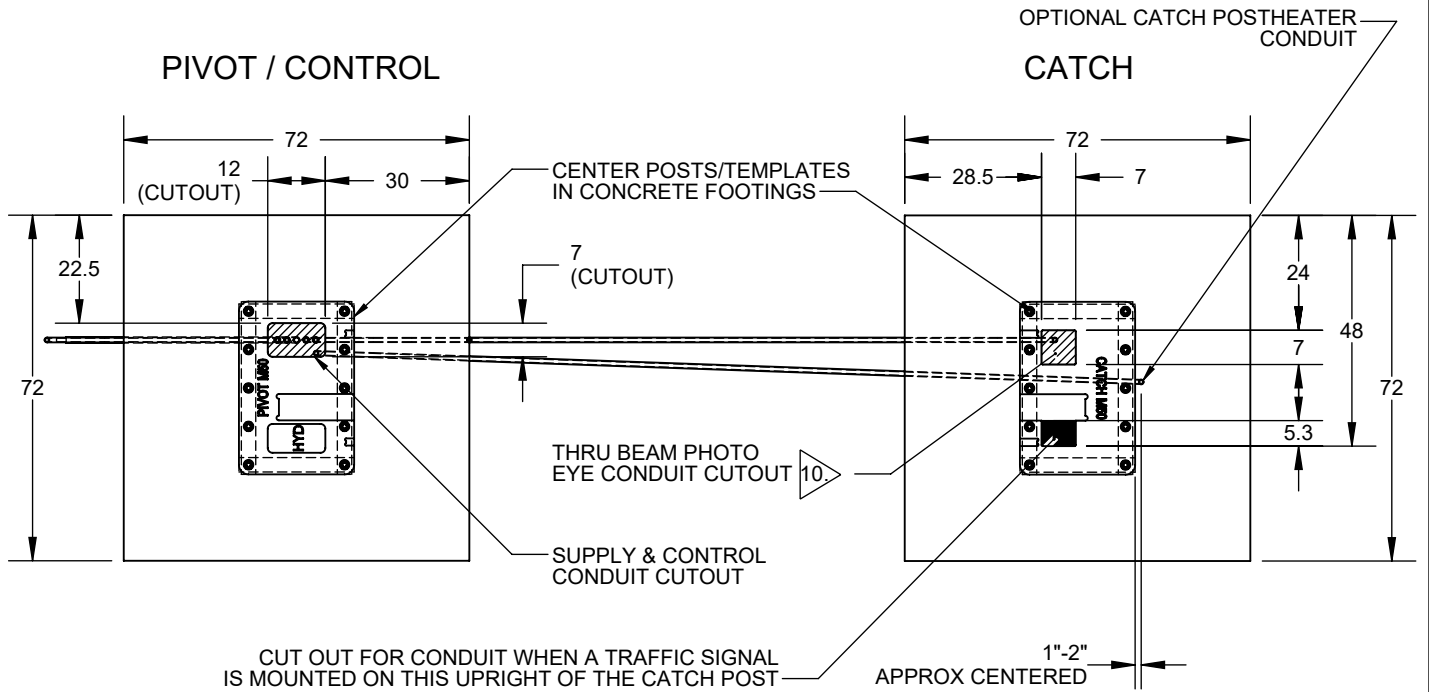 OPTIONAL CATCH POSTHEATER
CONDUIT
PIVOT / CONTROL
CATCH
72
72
12
(CUTOUT)
30
CENTER POSTS/TEMPLATES
IN CONCRETE FOOTINGS
28.5
7
22.5
7
(CUTOUT)
24
72
PIVOT M50
HYD
CATCH M50
7
48
72
5.3
THRU BEAM PHOTO
EYE CONDUIT CUTOUT 10.
SUPPLY & CONTROL
CONDUIT CUTOUT
CUT OUT FOR CONDUIT WHEN A TRAFFIC SIGNAL
IS MOUNTED ON THIS UPRIGHT OF THE CATCH POST
1"-2"
APPROX CENTERED